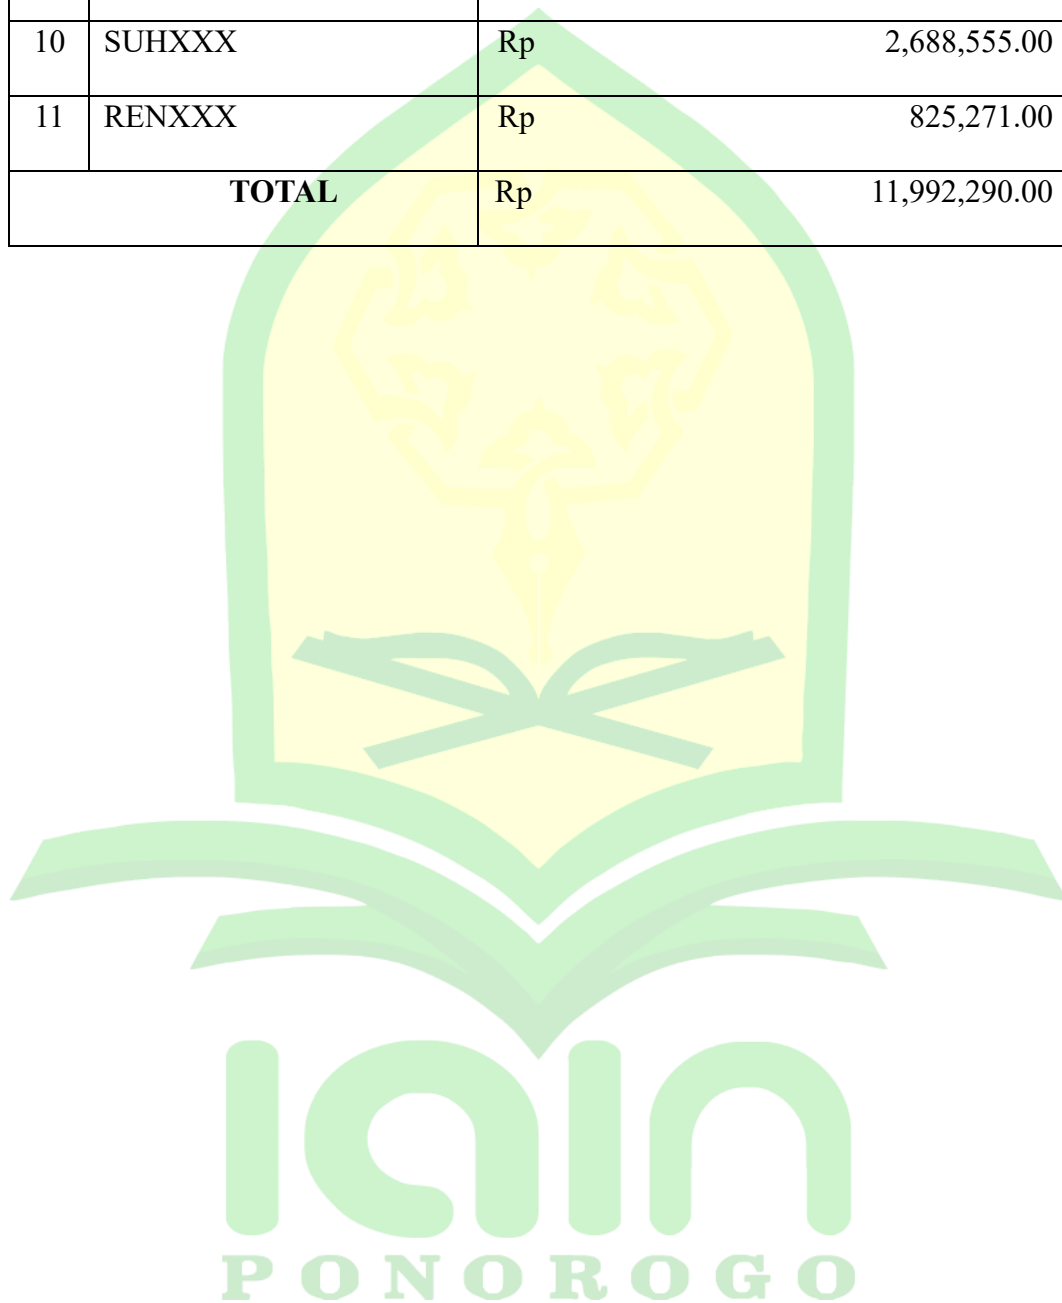 10 SUHXXX Rp 2,688,555.00
11 RENXXX Rp 825,271.00
TOTAL Rp 11,992,290.00
iain
PONOROGO